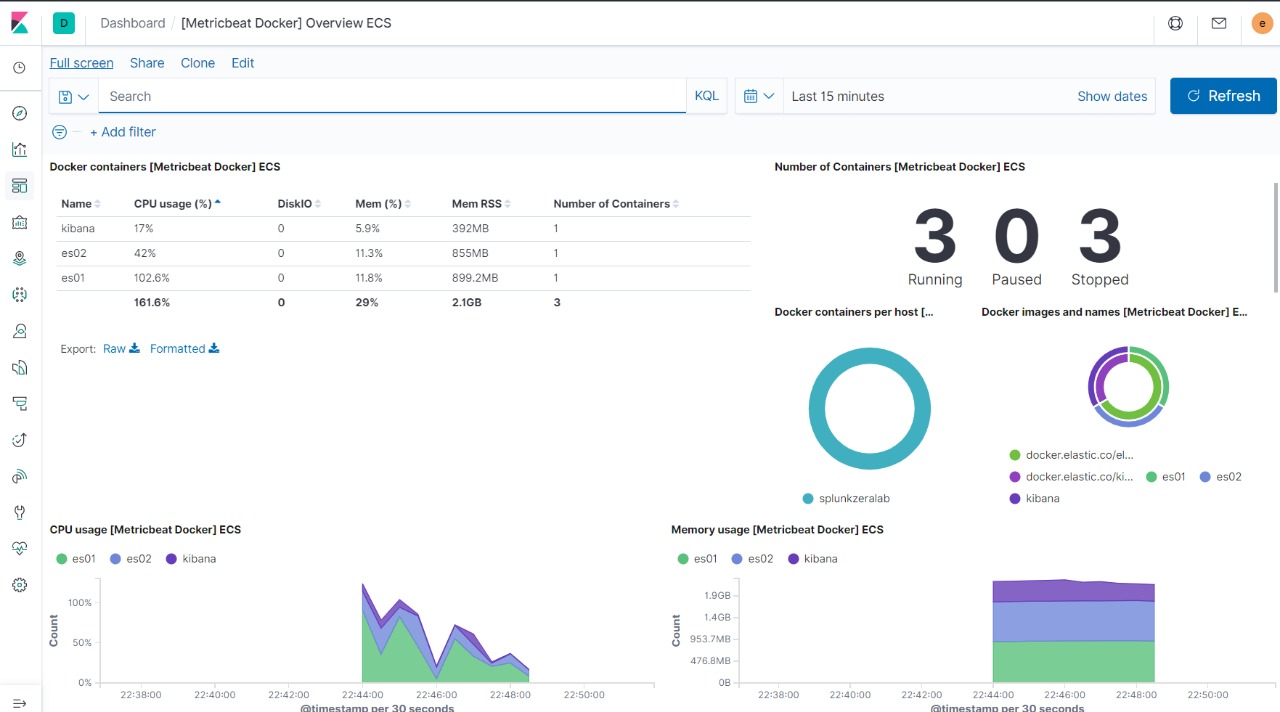 D Dashboard / [Metricbeat Docker] Overview ECS e
Full screen Share Clone Edit
Search KQL Last 15 minutes Show dates Refresh
+ Add filter
Docker containers [Metricbeat Docker] ECS
Name CPU usage (%) DiskIO Mem (%) Mem RSS Number of Containers
kibana 17% 0 5.9% 392MB 1
es02 42% 0 11.3% 855MB 1
es01 102.6% 0 11.8% 899.2MB 1
161.6% 0 29% 2.1GB 3
Export: Raw Formatted
Number of Containers [Metricbeat Docker] ECS
3 0 3
Running Paused Stopped
Docker containers per host [...
splunkzeralab
Docker images and names [Metricbeat Docker] E...
docker.elastic.co/el...
docker.elastic.co/ki... es01 es02
kibana
CPU usage [Metricbeat Docker] ECS
es01 es02 kibana
100%
50%
0%
Count
22:38:00 22:40:00 22:42:00 22:44:00 22:46:00 22:48:00 22:50:00
@timestamp per 30 seconds
Memory usage [Metricbeat Docker] ECS
es01 es02 kibana
1.9GB
1.4GB
953.7MB
476.8MB
0B
Count
22:38:00 22:40:00 22:42:00 22:44:00 22:46:00 22:48:00 22:50:00
@timestamp per 30 seconds